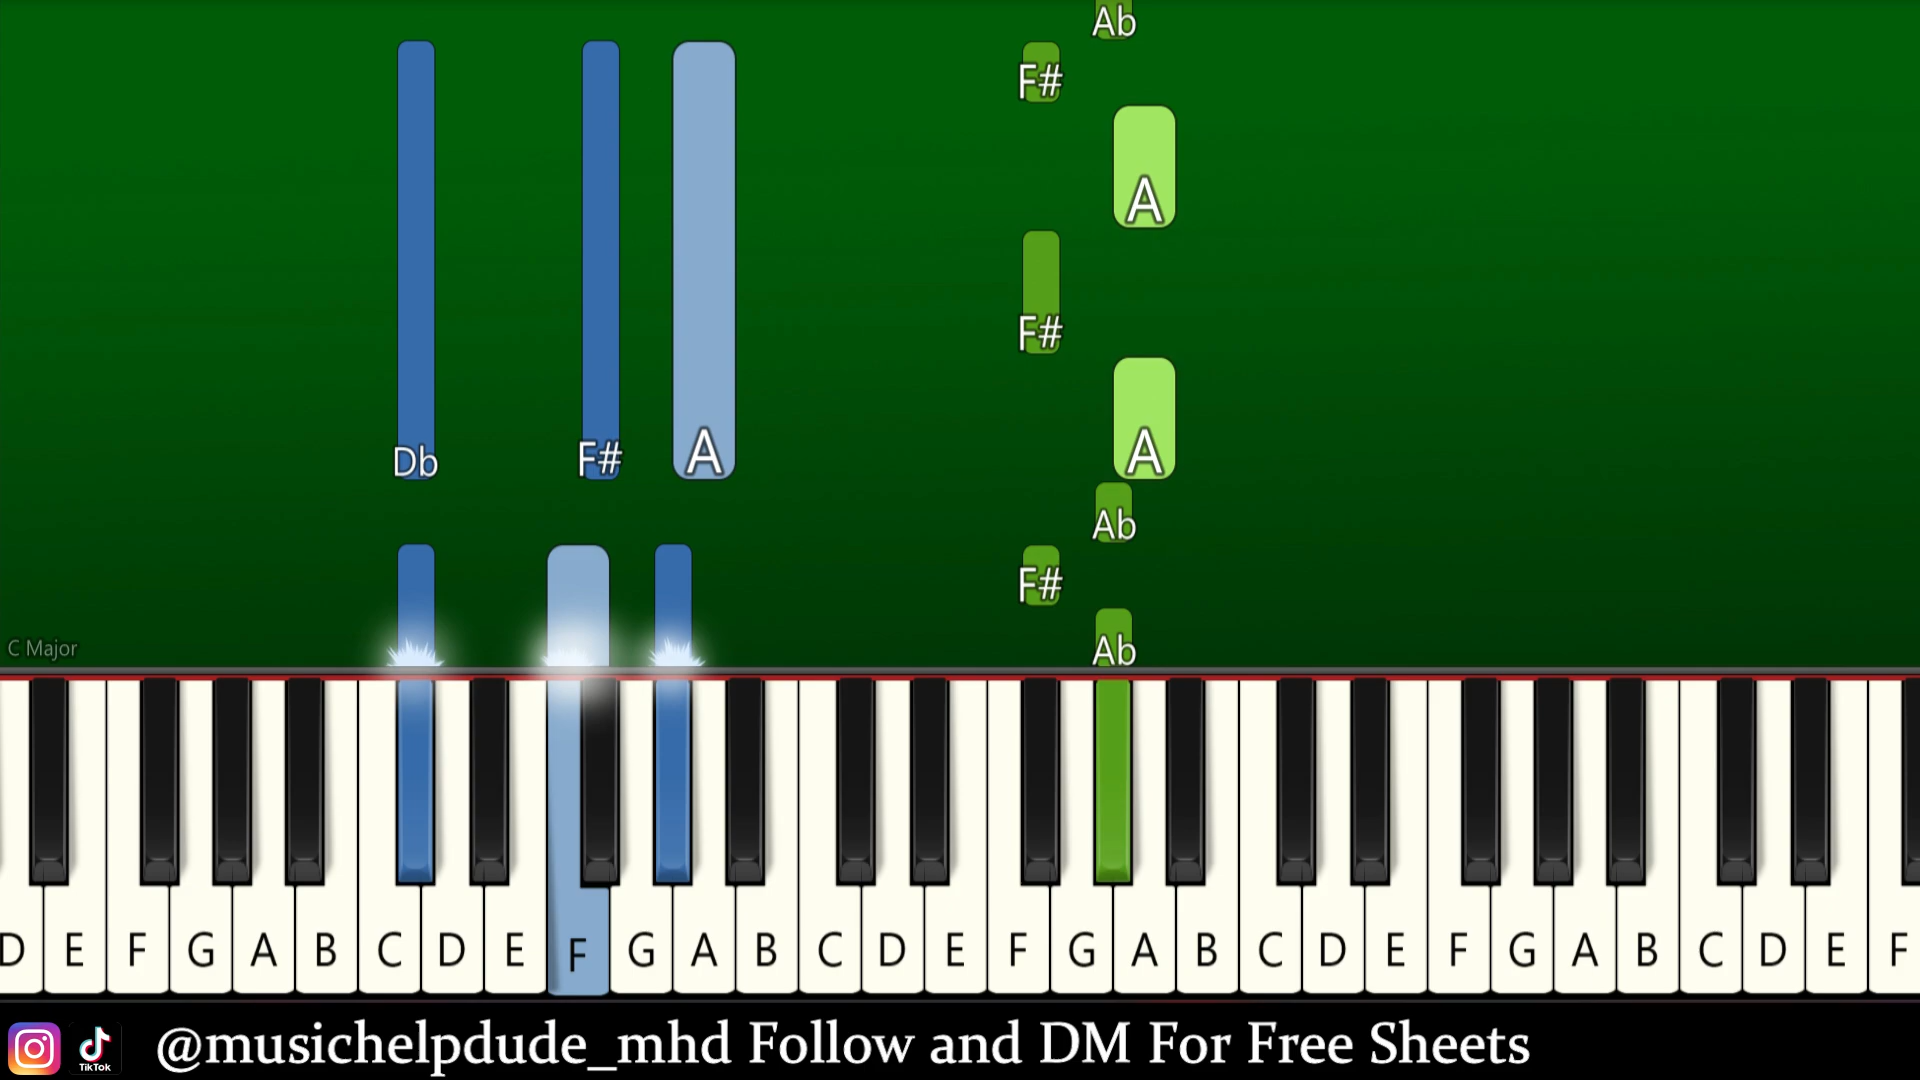 Ab
F#
A
F#
Db F# A A
Ab
F#
C Major Ab
D E F G A B C D E F G A B C D E F G A B C D E F G A B C D E F
TikTok @musichelpdude_mhd Follow and DM For Free Sheets